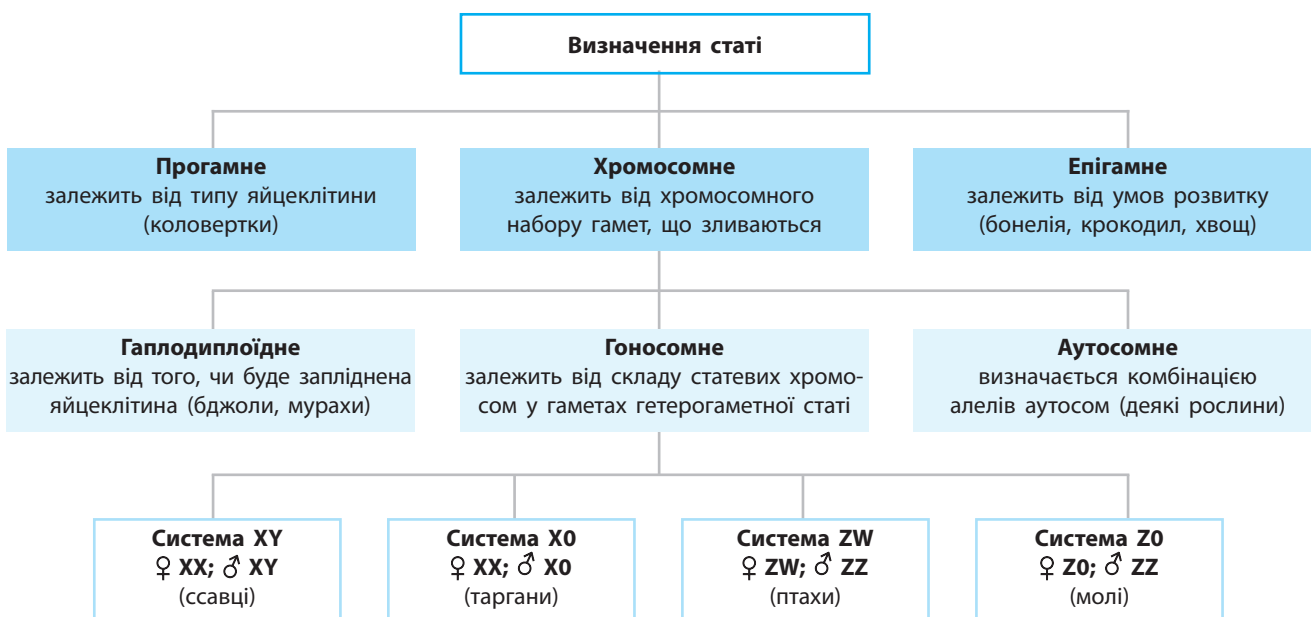 Визначення статі
Прогамне
залежить від типу яйцеклітини
(коловертки)
Хромосомне
залежить від хромосомного
набору гамет, що зливаються
Епігамне
залежить від умов розвитку
(бонелія, крокодил, хвощ)
Гаплодиплоїдне
залежить від того, чи буде запліднена
яйцеклітина (бджоли, мурахи)
Гоносомне
залежить від складу статевих хромо-
сом у гаметах гетерогаметної статі
Аутосомне
визначається комбінацією
алелів аутосом (деякі рослини)
Система XY
♀ XX; ♂ XY
(ссавці)
Система X0
♀ XX; ♂ X0
(таргани)
Система ZW
♀ ZW; ♂ ZZ
(птахи)
Система Z0
♀ Z0; ♂ ZZ
(молі)